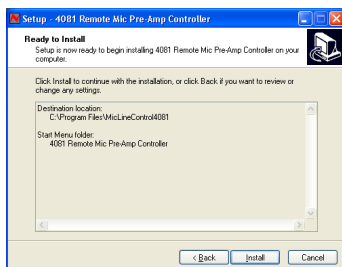 Setup - 4081 Remote Mic Pre-Amp Controller
Ready to Install
Setup is now ready to begin installing 4081 Remote Mic Pre-Amp Controller on your
computer.
Click Install to continue with the installation, or click Back if you want to review or
change any settings.
Destination location:
C:\Program Files\MicLineControl4081
Start Menu folder:
4081 Remote Mic Pre-Amp Controller
< Back
Install
Cancel